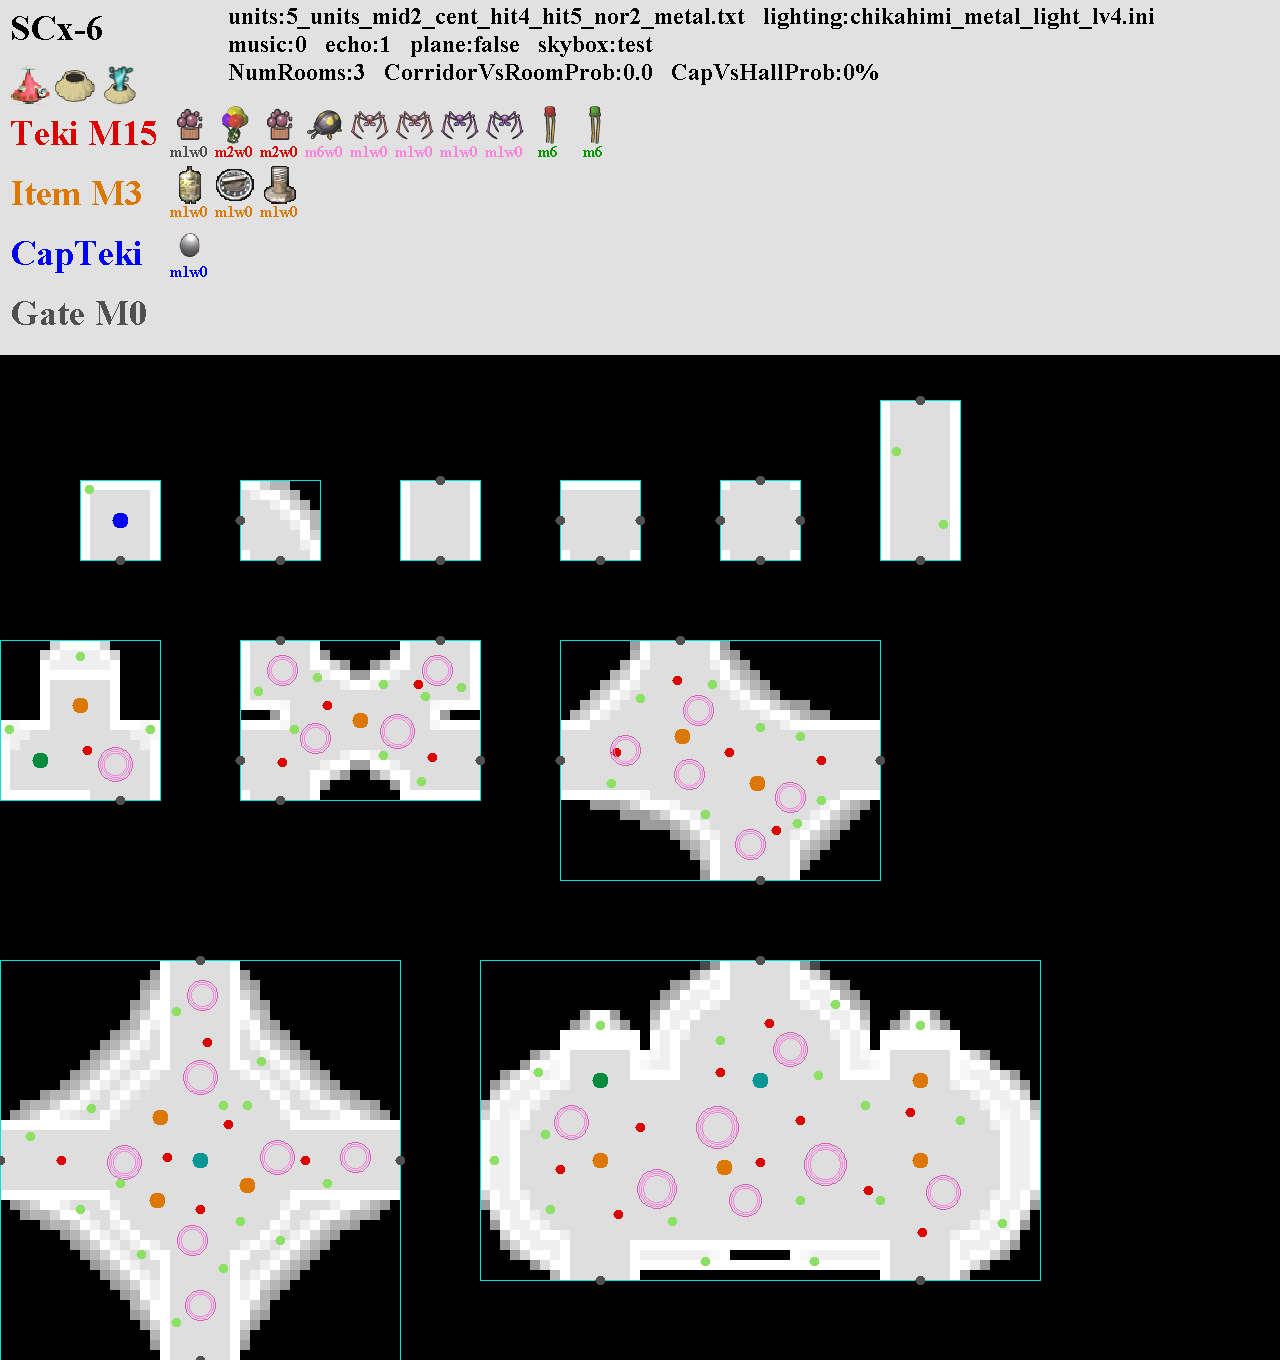 SCx-6
units:5_units_mid2_cent_hit4_hit5_nor2_metal.txt lighting:chikahimi_metal_light_lv4.ini
music:0 echo:1 plane:false skybox:test
NumRooms:3 CorridorVsRoomProb:0.0 CapVsHallProb:0%
Teki M15
m1w0 m2w0 m2w0 m6w0 m1w0 m1w0 m1w0 m1w0 m6 m6
Item M3
m1w0 m1w0 m1w0
CapTeki
m1w0
Gate M0